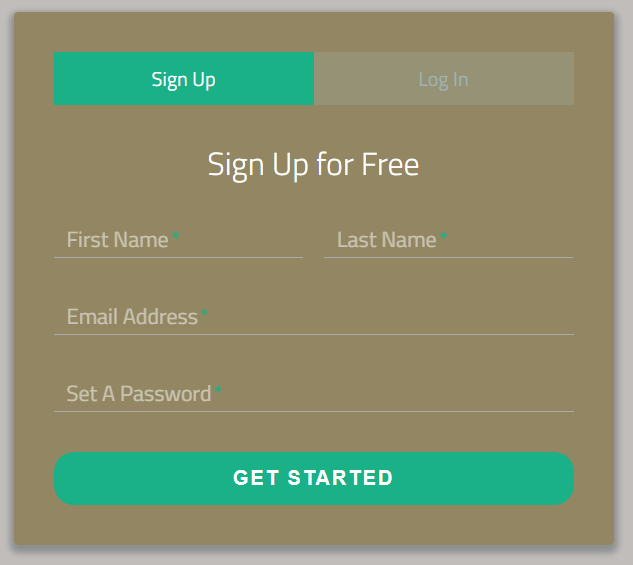 Sign Up Log In
Sign Up for Free
First Name * Last Name *
Email Address *
Set A Password *
GET STARTED